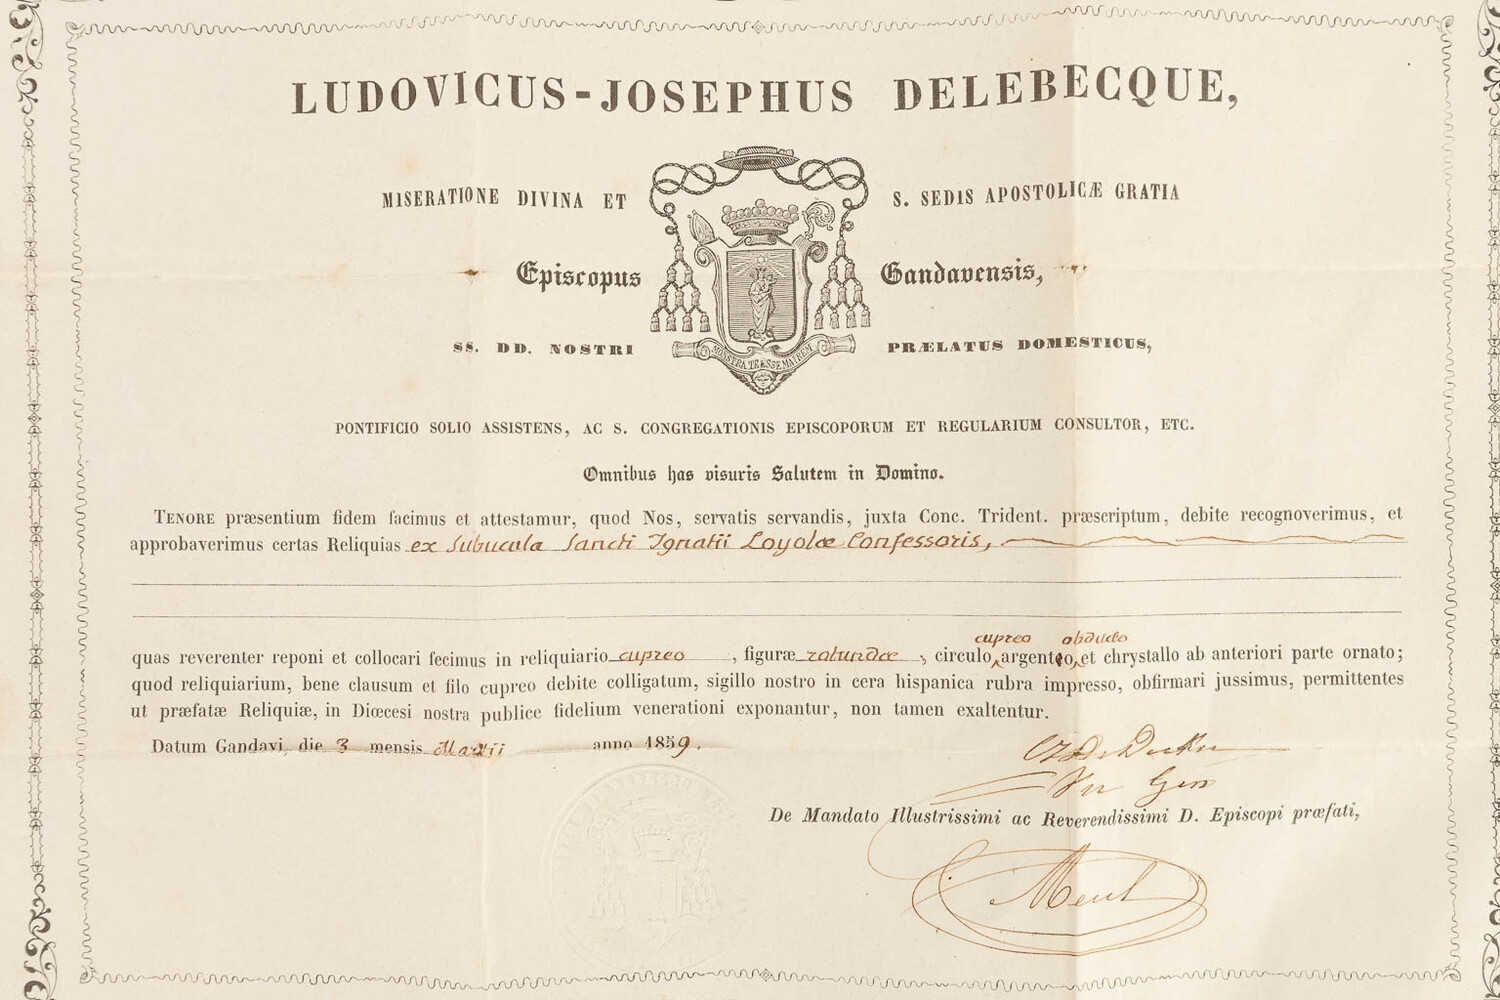 LUDOVICUS-JOSEPHUS DELEBECQUE,
MISERATIONE DIVINA ET S. SEDIS APOSTOLICÆ GRATIA
Episcopus Gandavensis,
SS. DD. NOSTRI PRÆLATUS DOMESTICUS,
MONSTRA TE ESSE MATREM
PONTIFICIO SOLIO ASSISTENS, AC S. CONGREGATIONIS EPISCOPORUM ET REGULARIUM CONSULTOR, ETC.
Omnibus has visuris Salutem in Domino.
TENORE præsentium fidem facimus et attestamur, quod Nos, servatis servandis, juxta Conc. Trident. præscriptum, debite recognoverimus, et
approbaverimus certas Reliquias ex subucula Sancti Ignatii Loyolæ Confessoris,
cupreo obducto
quas reverenter reponi et collocari fecimus in reliquiario cupreo, figuræ rotundæ, circulo argenteo, et chrystallo ab anteriori parte ornato;
quod reliquiarium, bene clausum et filo cupreo debite colligatum, sigillo nostro in cera hispanica rubra impresso, obfirmari jussimus, permittentes
ut præfatæ Reliquiæ, in Diœcesi nostra publice fidelium venerationi exponantur, non tamen exaltentur.
Datum Gandavi, die 3 mensis Martii anno 1859.
Vic Gen
De Mandato Illustrissimi ac Reverendissimi D. Episcopi præfati,